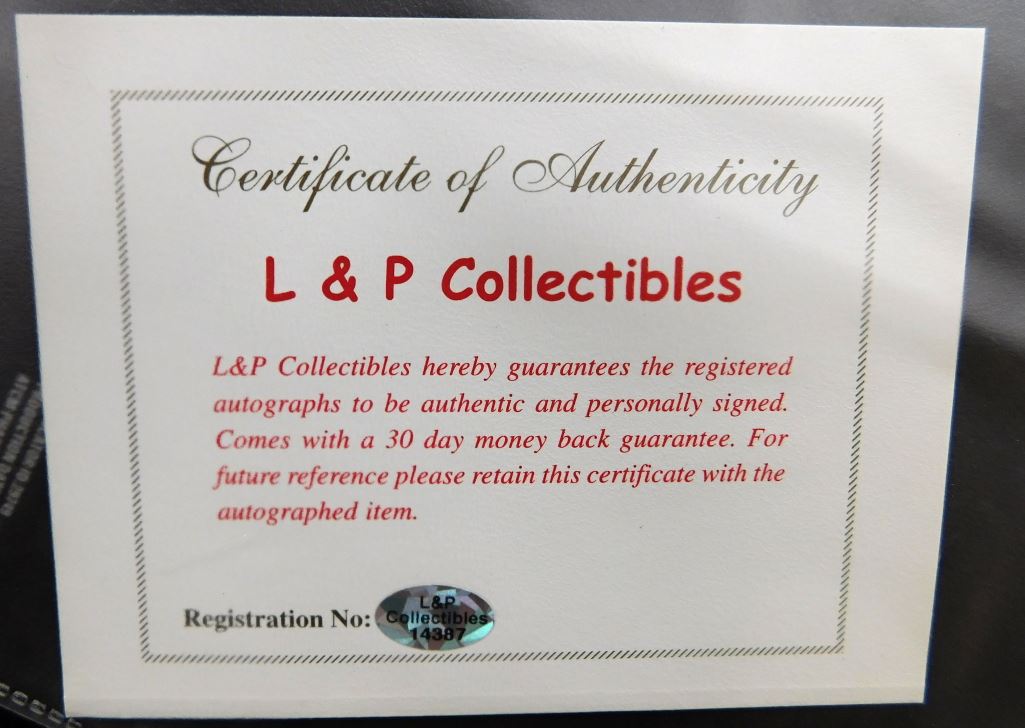 Certificate of Authenticity
L & P Collectibles
L&P Collectibles hereby guarantees the registered
autographs to be authentic and personally signed.
Comes with a 30 day money back guarantee. For
future reference please retain this certificate with the
autographed item.
Registration No:
L&P
Collectibles
14387